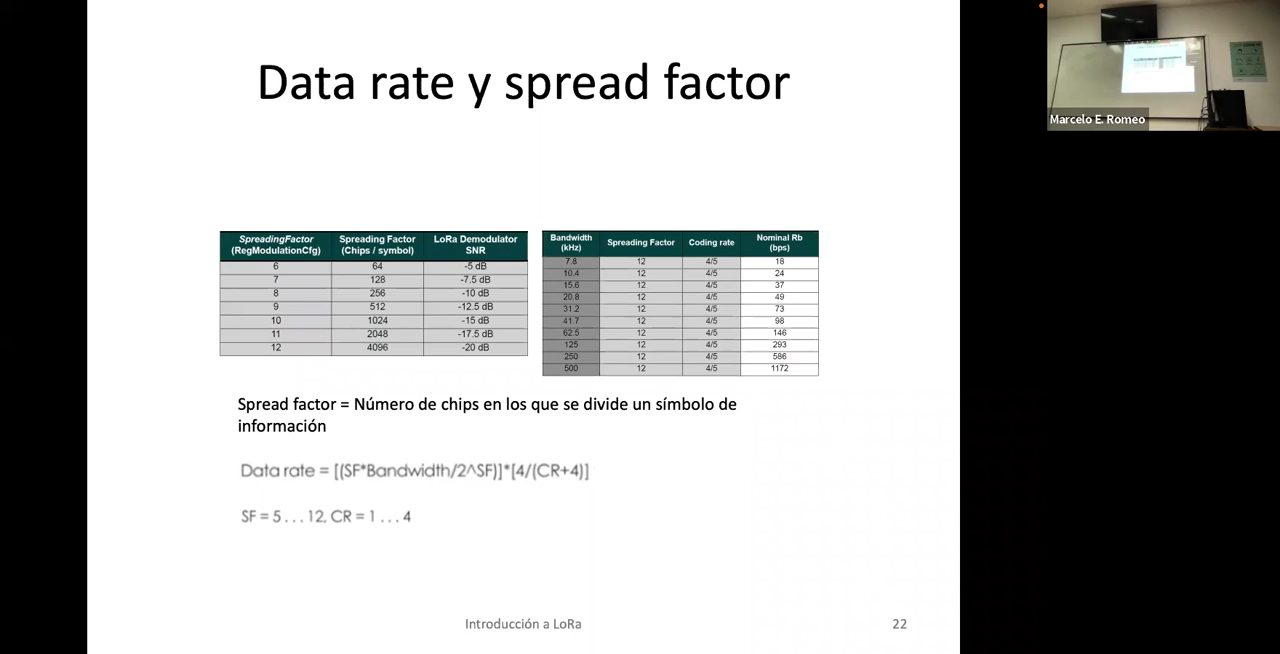 Data rate y spread factor
Marcelo E. Romeo
SpreadingFactor (RegModulationCfg) Spreading Factor (Chips / symbol) LoRa Demodulator SNR
6 64 -5 dB
7 128 -7.5 dB
8 256 -10 dB
9 512 -12.5 dB
10 1024 -15 dB
11 2048 -17.5 dB
12 4096 -20 dB
Bandwidth (kHz) Spreading Factor Coding rate Nominal Rb (bps)
7.8 12 4/5 18
10.4 12 4/5 24
15.6 12 4/5 37
20.8 12 4/5 49
31.2 12 4/5 73
41.7 12 4/5 98
62.5 12 4/5 146
125 12 4/5 293
250 12 4/5 586
500 12 4/5 1172
Spread factor = Número de chips en los que se divide un símbolo de
información
Data rate = [(SF*Bandwidth/2^SF)]*[4/(CR+4)]
SF = 5 . . . 12, CR = 1 . . . 4
Introducción a LoRa
22